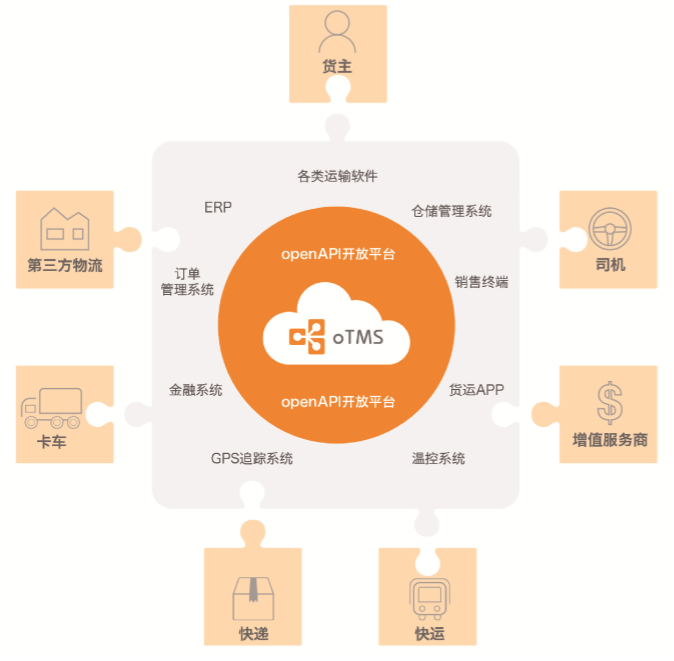 货主
各类运输软件
ERP
仓储管理系统
第三方物流
openAPI开放平台
司机
订单
管理系统
销售终端
oTMS
金融系统
openAPI开放平台
货运APP
卡车
增值服务商
GPS追踪系统
温控系统
快递
快运